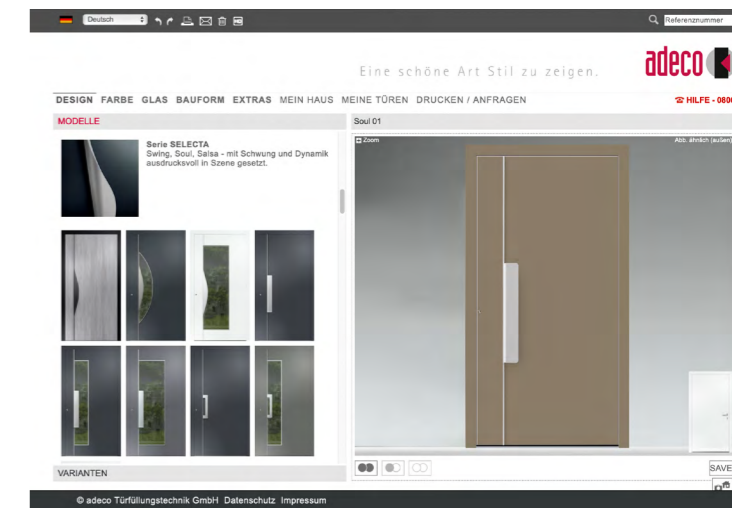 Deutsch
Referenznummer
adeco
Eine schöne Art Stil zu zeigen.
DESIGN FARBE GLAS BAUFORM EXTRAS MEIN HAUS MEINE TÜREN DRUCKEN / ANFRAGEN
☎ HILFE - 080
MODELLE
Soul 01
Serie SELECTA
Swing, Soul, Salsa - mit Schwung und Dynamik
ausdrucksvoll in Szene gesetzt.
Zoom
Abb. ähnlich (außen)
VARIANTEN
SAVE
© adeco Türfüllungstechnik GmbH Datenschutz Impressum